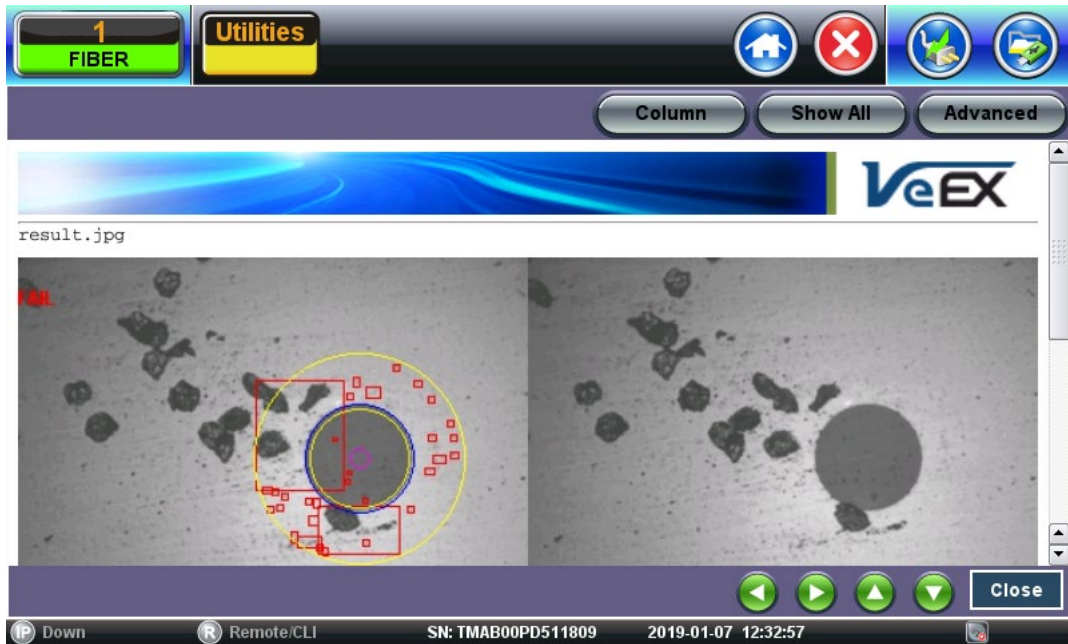 1
FIBER
Utilities
Column
Show All
Advanced
VeEX
result.jpg
FAIL
Close
IP Down
R Remote/CLI
SN: TMAB00PD511809
2019-01-07 12:32:57